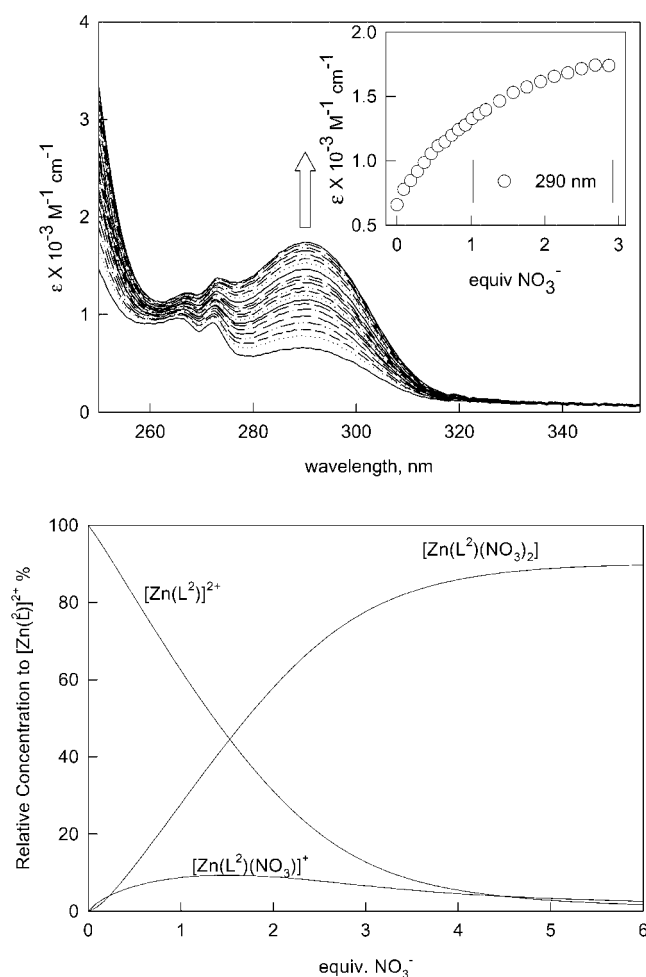 4
3
2
1
0
ε X 10⁻³ M⁻¹ cm⁻¹
260 280 300 320 340
wavelength, nm
2.0
1.5
1.0
0.5
ε X 10⁻³ M⁻¹ cm⁻¹
290 nm
0 1 2 3
equiv NO₃⁻
100
80
60
40
20
0
Relative Concentration to [Zn(L²)]²⁺ %
[Zn(L²)]²⁺
[Zn(L²)(NO₃)₂]
[Zn(L²)(NO₃)]⁺
0 1 2 3 4 5 6
equiv. NO₃⁻